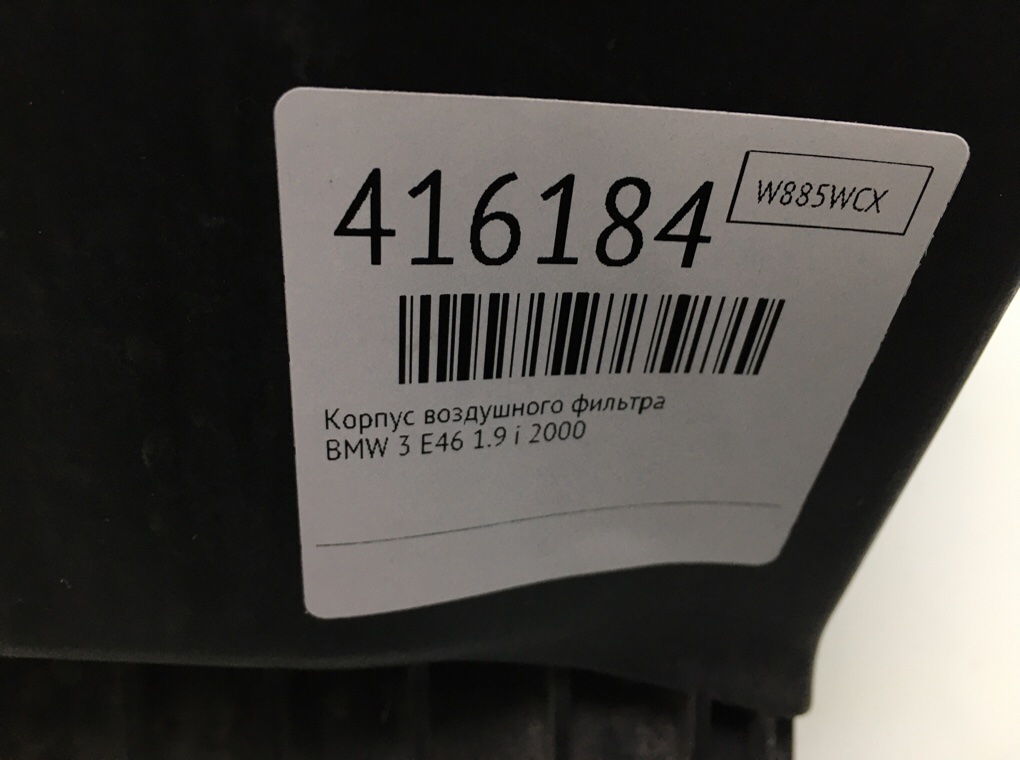 416184
W885WCX
Корпус воздушного фильтра
BMW 3 E46 1.9 i 2000